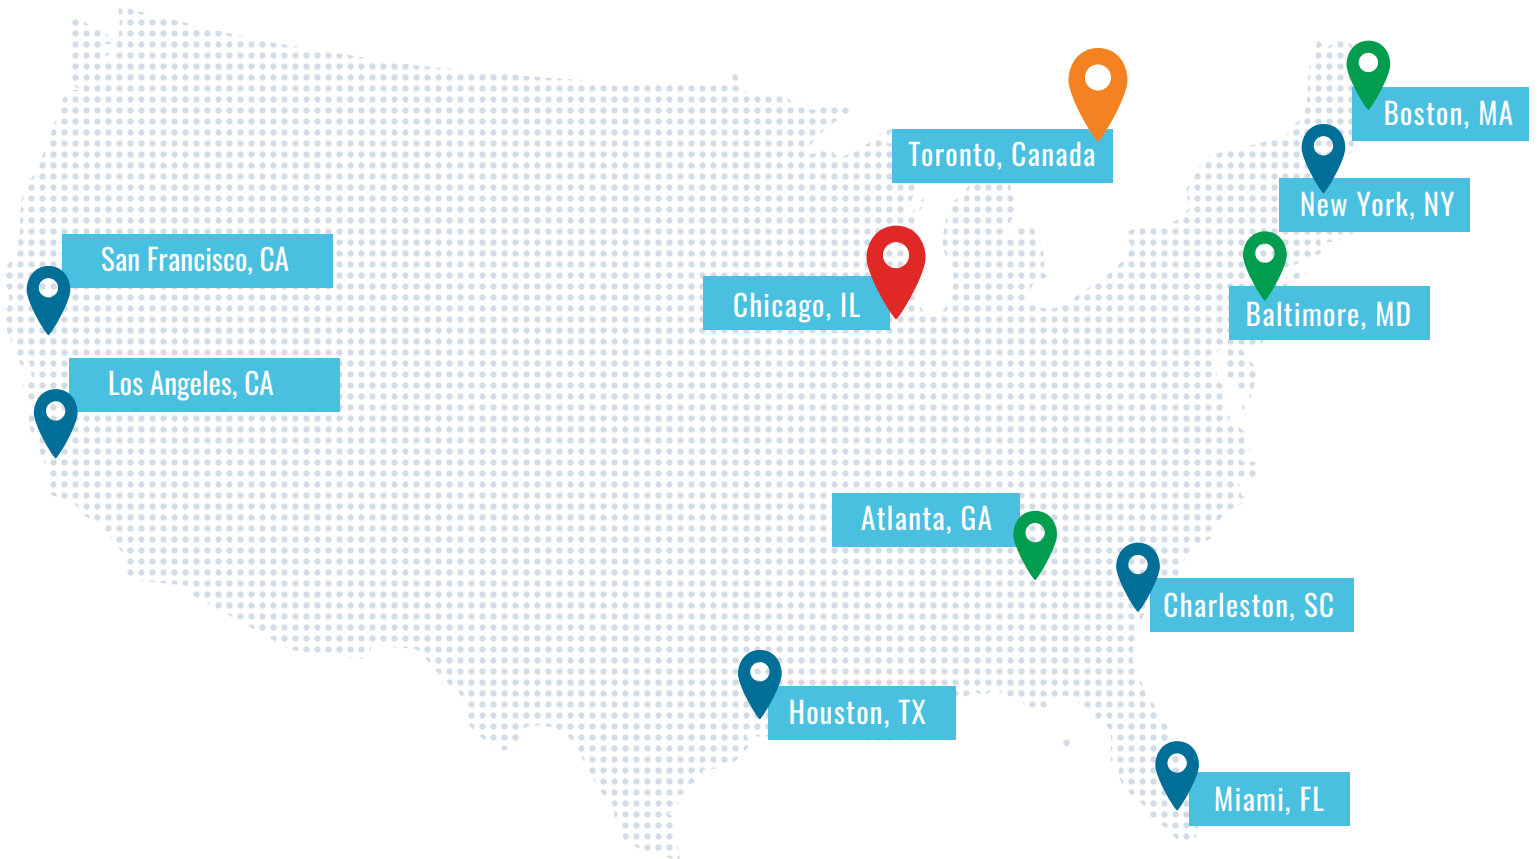 Boston, MA
Toronto, Canada
New York, NY
San Francisco, CA
Chicago, IL
Baltimore, MD
Los Angeles, CA
Atlanta, GA
Charleston, SC
Houston, TX
Miami, FL